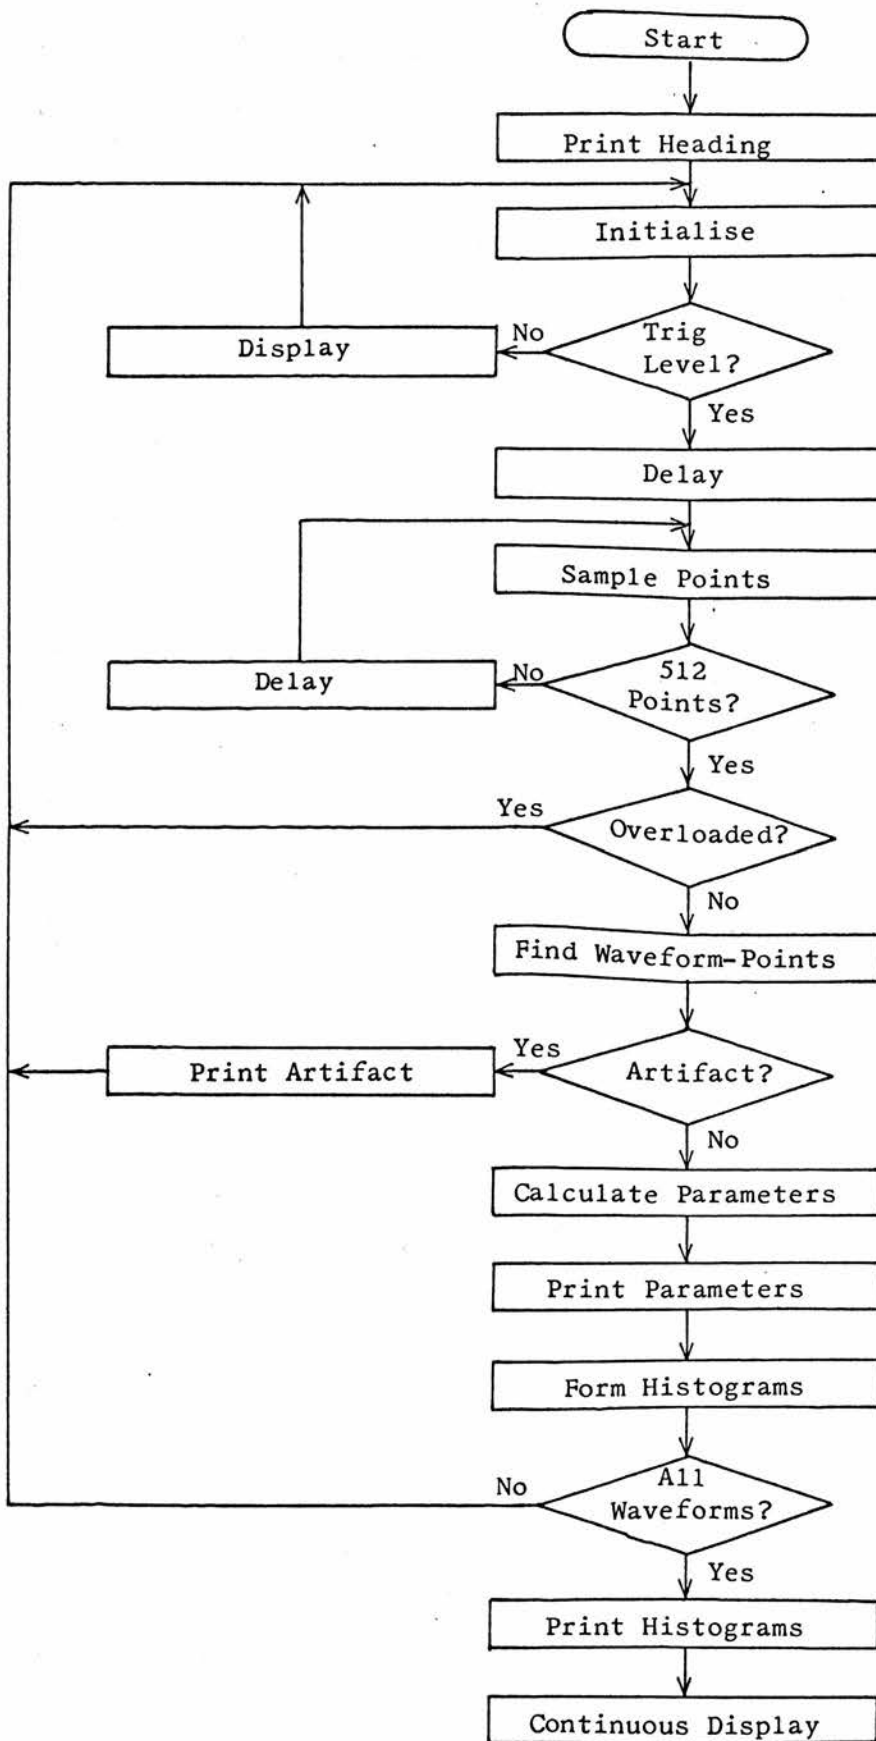 Start
Print Heading
Initialise
Display
No
Trig
Level?
Yes
Delay
Sample Points
Delay
No
512
Points?
Yes
Yes
Overloaded?
No
Find Waveform-Points
Print Artifact
Yes
Artifact?
No
Calculate Parameters
Print Parameters
Form Histograms
No
All
Waveforms?
Yes
Print Histograms
Continuous Display